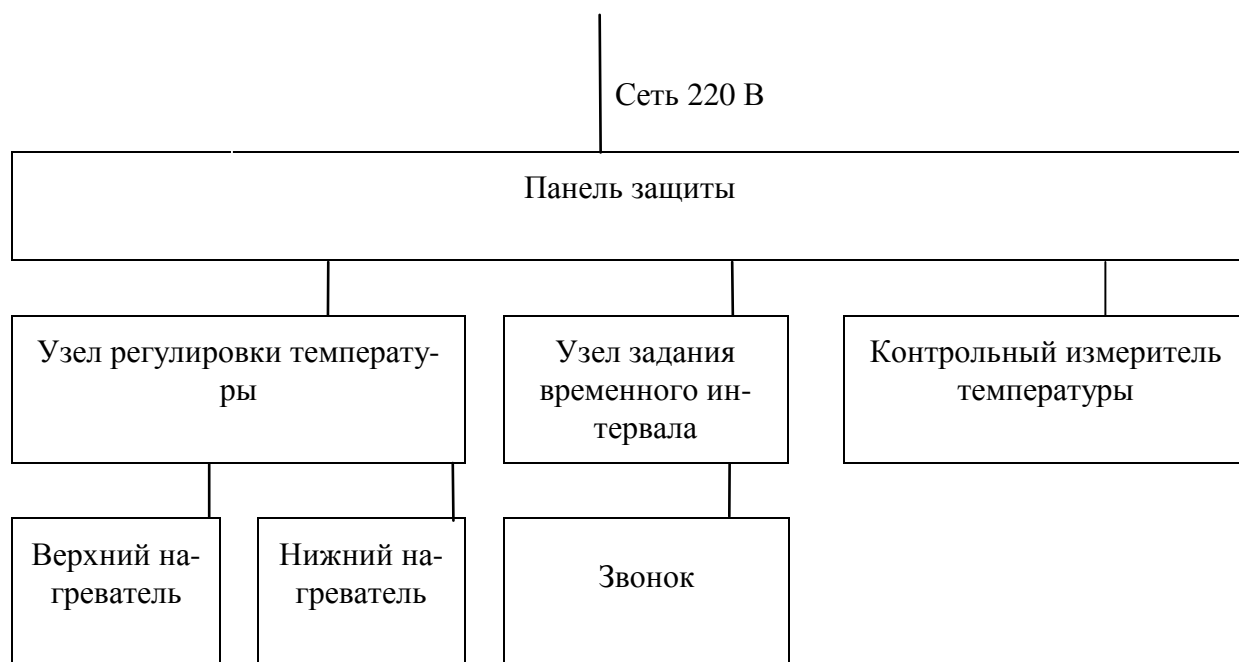 Сеть 220 В
Панель защиты
Узел регулировки температу-
ры
Узел задания
временного ин-
тервала
Контрольный измеритель
температуры
Верхний на-
греватель
Нижний на-
греватель
Звонок